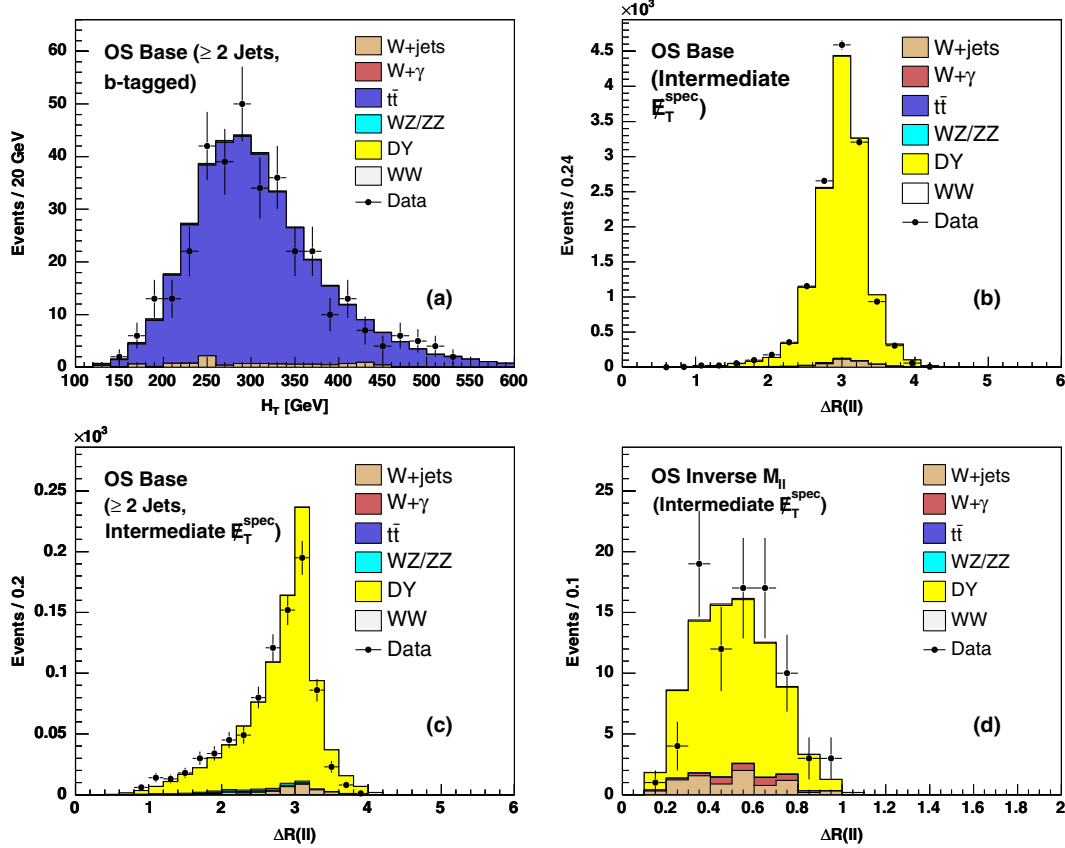 OS Base (≥ 2 Jets,
b-tagged)
W+jets
W+γ
tt̄
WZ/ZZ
DY
WW
Data
(a)
Events / 20 GeV
0
10
20
30
40
50
60
100 150 200 250 300 350 400 450 500 550 600
H_T [GeV]
×10³
OS Base
(Intermediate
E̸_T^spec)
W+jets
W+γ
tt̄
WZ/ZZ
DY
WW
Data
(b)
Events / 0.24
0
0.5
1
1.5
2
2.5
3
3.5
4
4.5
0 1 2 3 4 5 6
ΔR(ll)
×10³
OS Base
(≥ 2 Jets,
Intermediate E̸_T^spec)
W+jets
W+γ
tt̄
WZ/ZZ
DY
WW
Data
(c)
Events / 0.2
0
0.05
0.1
0.15
0.2
0.25
0 1 2 3 4 5 6
ΔR(ll)
OS Inverse M_ll
(Intermediate E̸_T^spec)
W+jets
W+γ
tt̄
WZ/ZZ
DY
WW
Data
(d)
Events / 0.1
0
5
10
15
20
25
0 0.2 0.4 0.6 0.8 1 1.2 1.4 1.6 1.8 2
ΔR(ll)